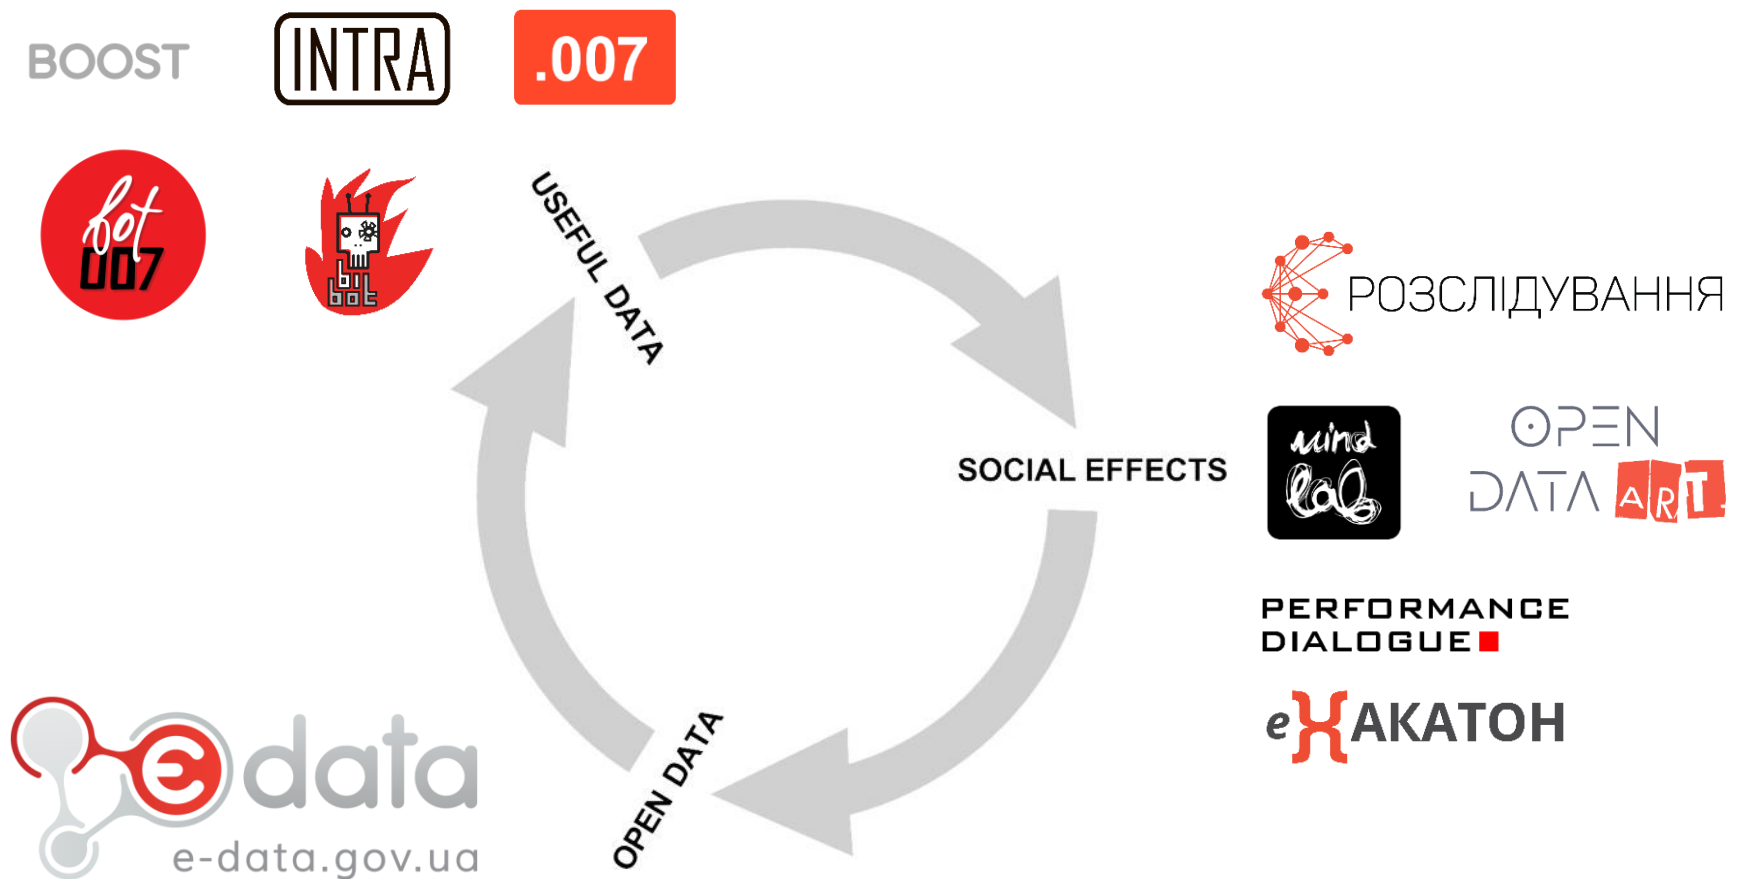 BOOST
INTRA
.007
bot
007
bi
bot
USEFUL DATA
РОЗСЛІДУВАННЯ
mind
lab
OPEN
DATA ART
SOCIAL EFFECTS
PERFORMANCE
DIALOGUE
eХАКАТОН
OPEN DATA
e data
e-data.gov.ua